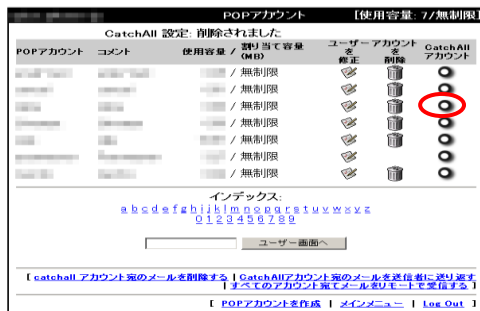 POPアカウント [使用容量: 7/無制限]
CatchAll 設定: 削除されました
POPアカウント コメント 使用容量 / 割り当て容量 (MB) ユーザーを修正 アカウントを削除 CatchAll アカウント
/ 無制限
/ 無制限
/ 無制限
/ 無制限
/ 無制限
/ 無制限
/ 無制限
インデックス:
a b c d e f g h i j k l m n o p q r s t u v w x y z
0 1 2 3 4 5 6 7 8 9
ユーザー画面へ
[ catchall アカウント宛のメールを削除する | CatchAllアカウント宛のメールを送信者に送り返す
| すべてのアカウント宛てメールをリモートで受信する ]
[ POPアカウントを作成 | メインメニュー | Log Out ]